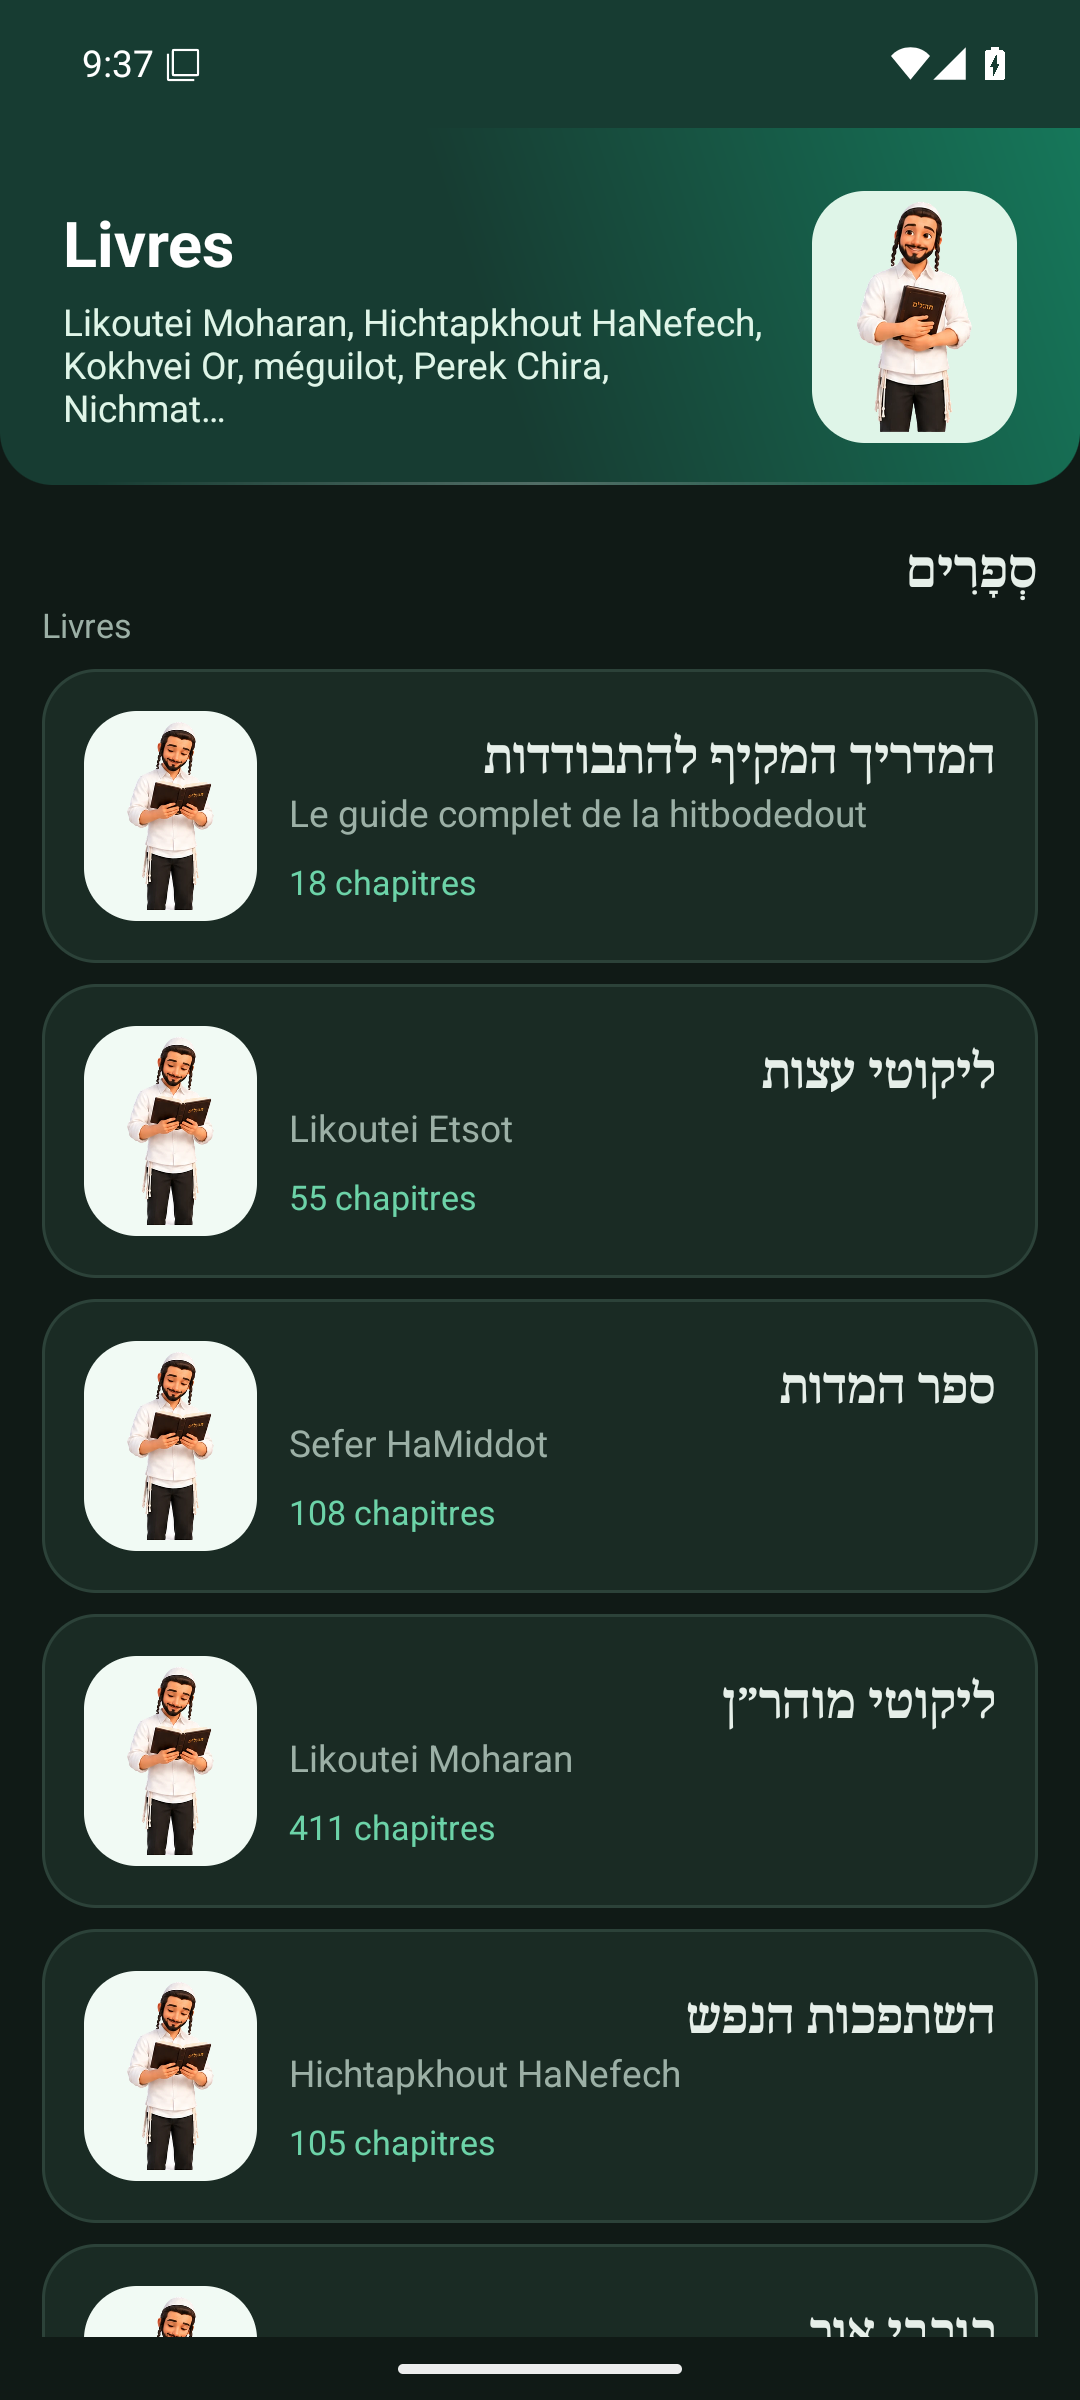 9:37
Livres
Likoutei Moharan, Hichtapkhout HaNefech,
Kokhvei Or, méguilot, Perek Chira,
Nichmat...
סְפָרִים
Livres
המדריך המקיף להתבודדות
Le guide complet de la hitbodedout
18 chapitres
ליקוטי עצות
Likoutei Etsot
55 chapitres
ספר המדות
Sefer HaMiddot
108 chapitres
ליקוטי מוהר״ן
Likoutei Moharan
411 chapitres
השתפכות הנפש
Hichtapkhout HaNefech
105 chapitres
כוכבי אור